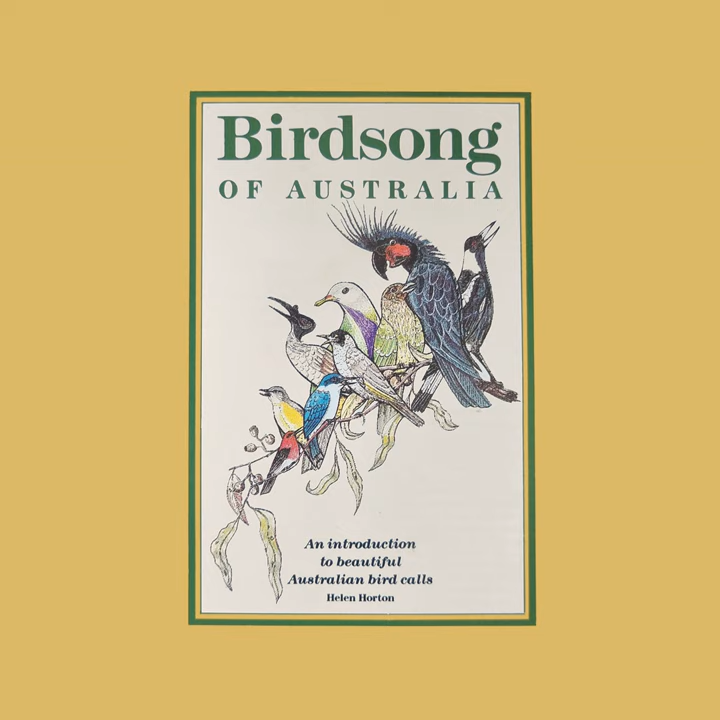 Birdsong
OF AUSTRALIA
An introduction
to beautiful
Australian bird calls
Helen Horton